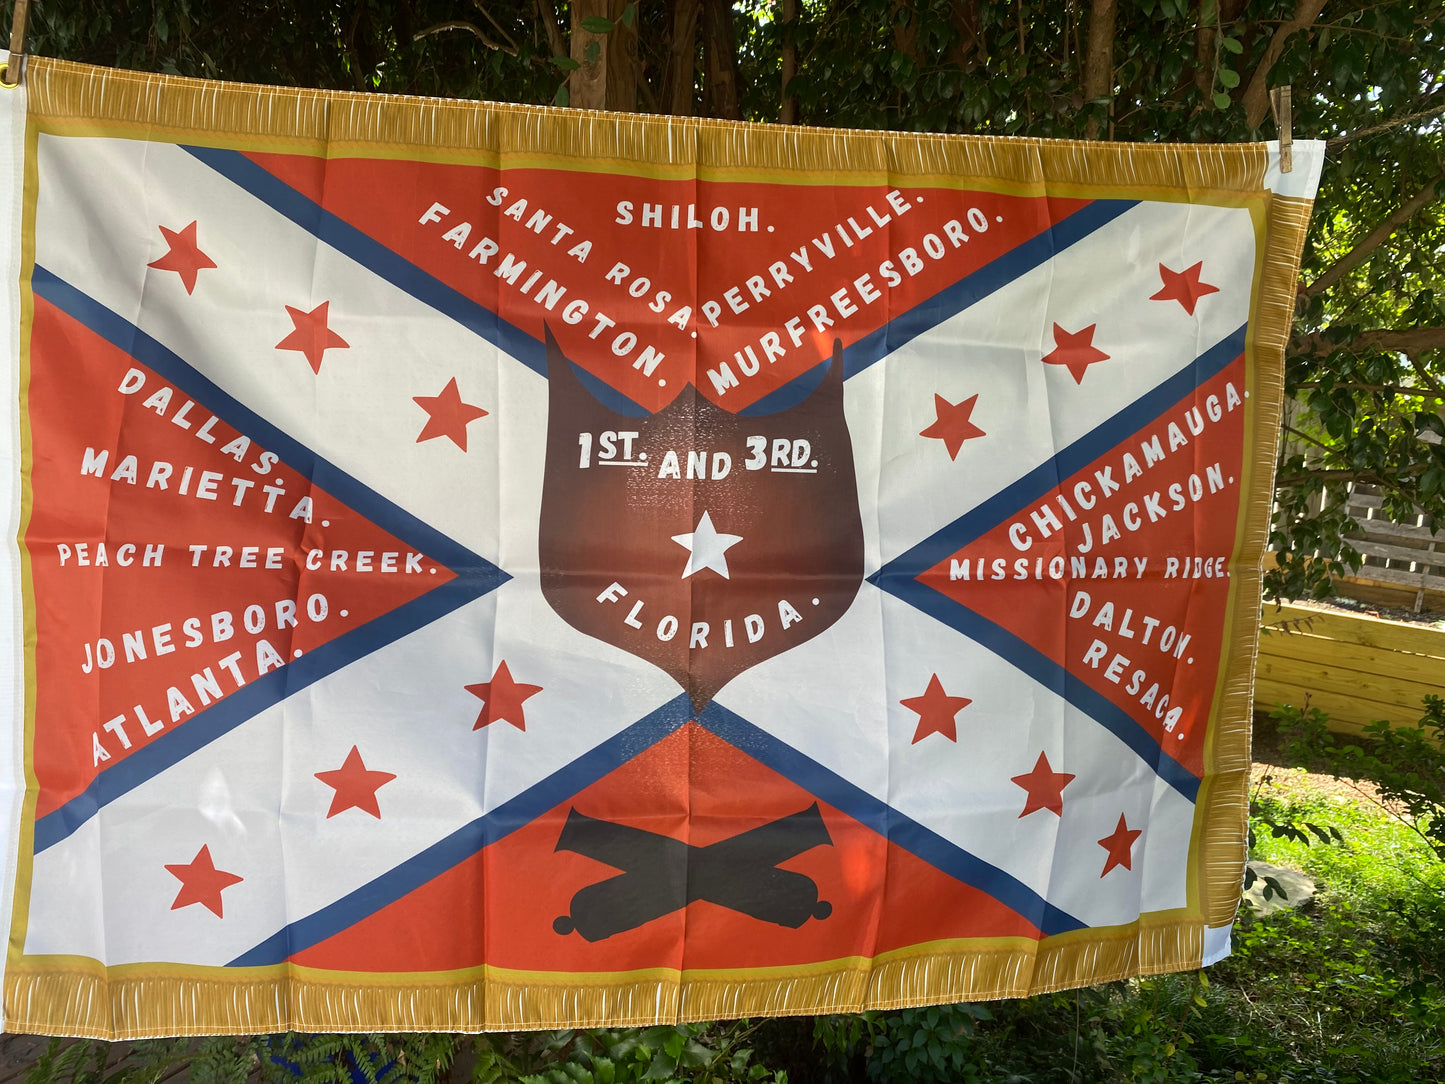 SHILOH.
SANTA ROSA.
FARMINGTON.
PERRYVILLE.
MURFREESBORO.
DALLAS.
MARIETTA.
PEACH TREE CREEK.
JONESBORO.
ATLANTA.
1ST. AND 3RD.
FLORIDA.
CHICKAMAUGA.
JACKSON.
MISSIONARY RIDGE.
DALTON.
RESACA.